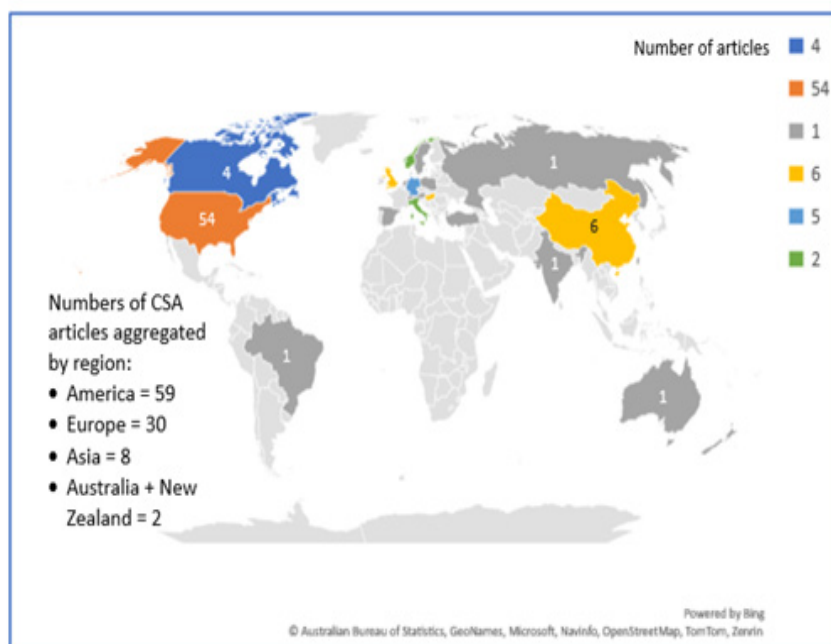 Number of articles
4
54
1
6
5
2
4
54
1
6
1
1
1
Numbers of CSA
articles aggregated
by region:
• America = 59
• Europe = 30
• Asia = 8
• Australia + New
Zealand = 2
Powered by Bing
© Australian Bureau of Statistics, GeoNames, Microsoft, Navinfo, OpenStreetMap, TomTom, Zenrin